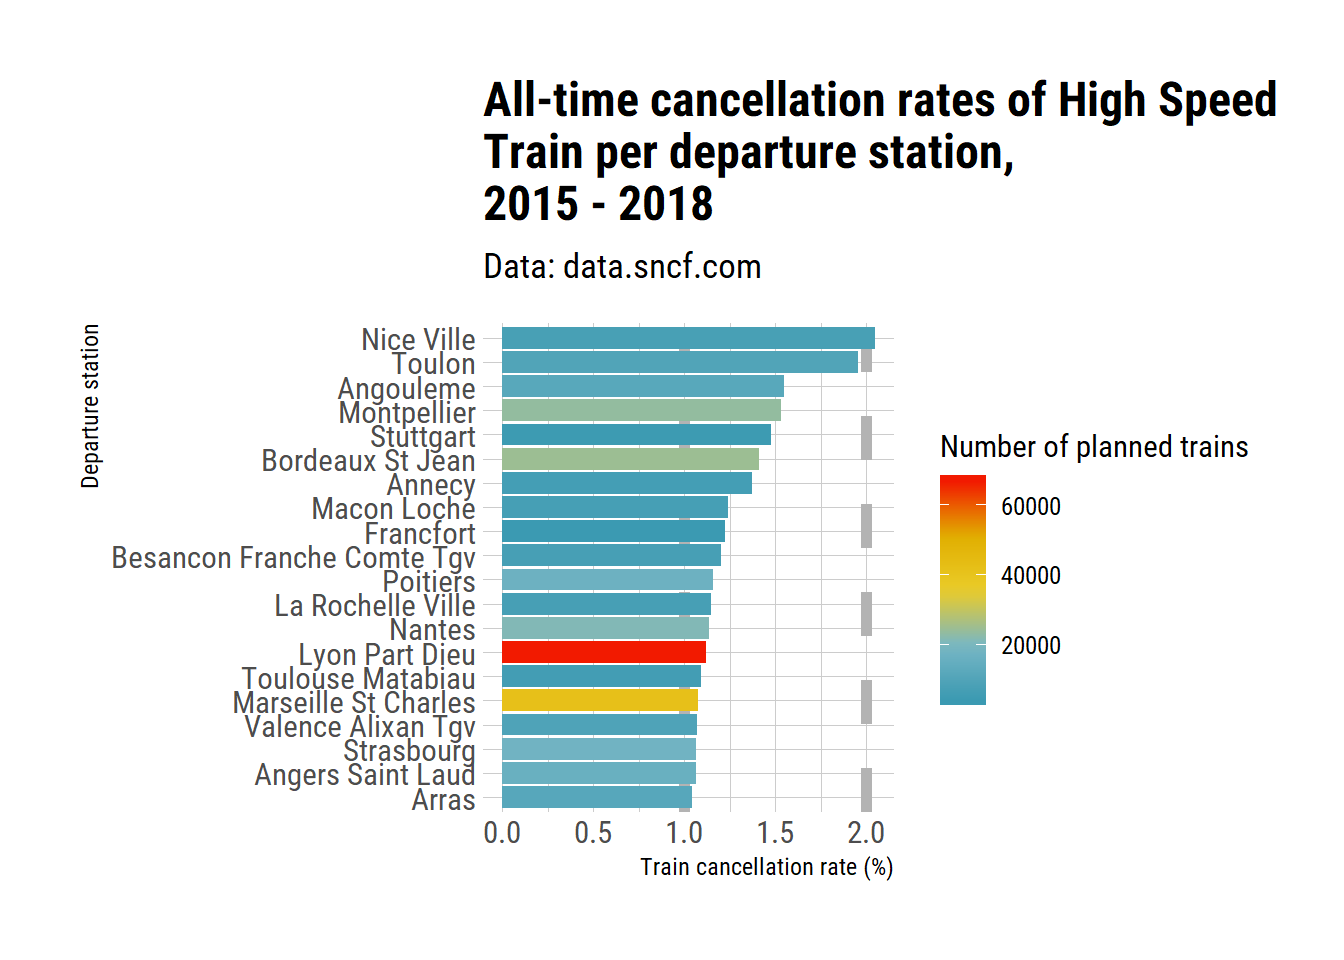 All-time cancellation rates of High Speed
Train per departure station,
2015 - 2018
Data: data.sncf.com
Departure station
Nice Ville
Toulon
Angouleme
Montpellier
Stuttgart
Bordeaux St Jean
Annecy
Macon Loche
Francfort
Besancon Franche Comte Tgv
Poitiers
La Rochelle Ville
Nantes
Lyon Part Dieu
Toulouse Matabiau
Marseille St Charles
Valence Alixan Tgv
Strasbourg
Angers Saint Laud
Arras
0.0 0.5 1.0 1.5 2.0
Train cancellation rate (%)
Number of planned trains
60000
40000
20000